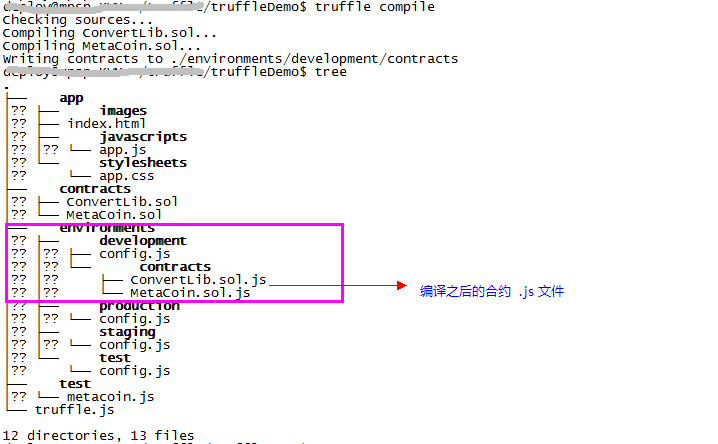 truffle/truffleDemo$ truffle compile
Checking sources...
Compiling ConvertLib.sol...
Compiling MetaCoin.sol...
Writing contracts to ./environments/development/contracts
/truffle/truffleDemo$ tree
.
├── app
│?? ├── images
│?? ├── index.html
│?? ├── javascripts
│?? │?? └── app.js
│?? └── stylesheets
│??     └── app.css
├── contracts
│?? ├── ConvertLib.sol
│?? └── MetaCoin.sol
├── environments
│?? ├── development
│?? │?? ├── config.js
│?? │?? └── contracts
│?? │??     ├── ConvertLib.sol.js
│?? │??     └── MetaCoin.sol.js
编译之后的合约 .js 文件
│?? ├── production
│?? │?? └── config.js
│?? ├── staging
│?? │?? └── config.js
│?? └── test
│??     └── config.js
├── test
│?? └── metacoin.js
└── truffle.js
12 directories, 13 files